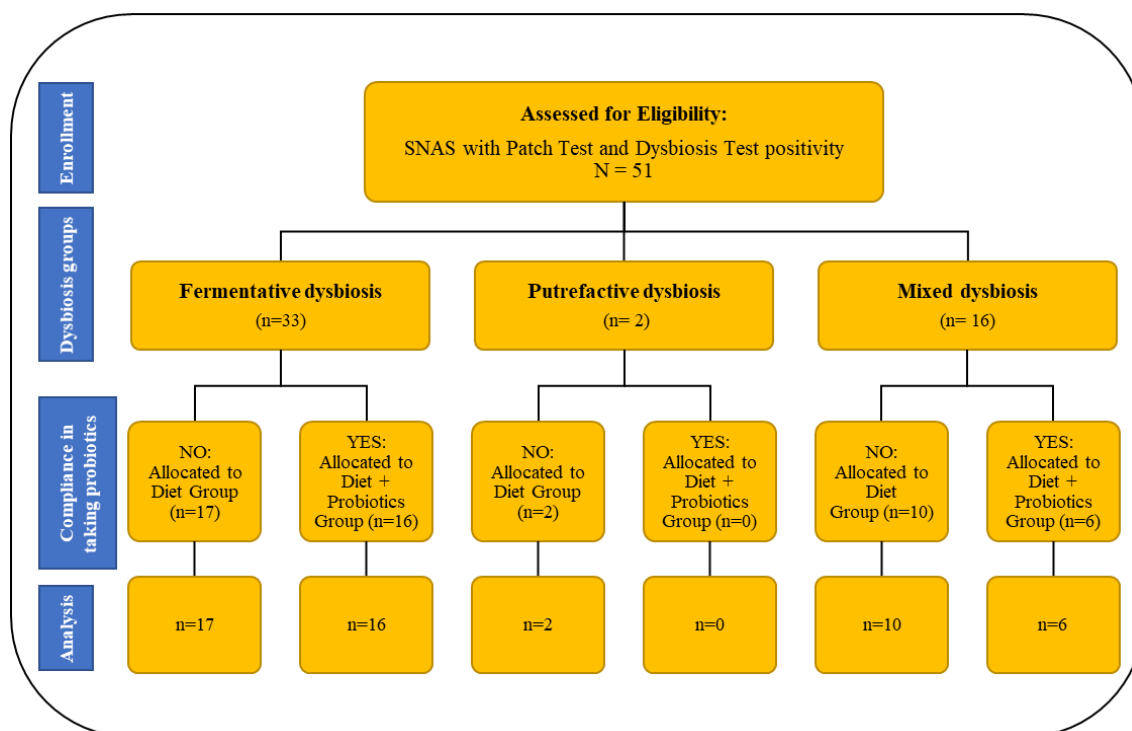 Enrollment
Assessed for Eligibility:
SNAS with Patch Test and Dysbiosis Test positivity
N = 51
Dysbiosis groups
Fermentative dysbiosis
(n=33)
Putrefactive dysbiosis
(n= 2)
Mixed dysbiosis
(n= 16)
Compliance in
taking probiotics
NO:
Allocated to
Diet Group
(n=17)
YES:
Allocated to
Diet +
Probiotics
Group (n=16)
NO:
Allocated to
Diet Group
(n=2)
YES:
Allocated to
Diet +
Probiotics
Group (n=0)
NO:
Allocated to
Diet
Group (n=10)
YES:
Allocated to
Diet +
Probiotics
Group (n=6)
Analysis
n=17
n=16
n=2
n=0
n=10
n=6